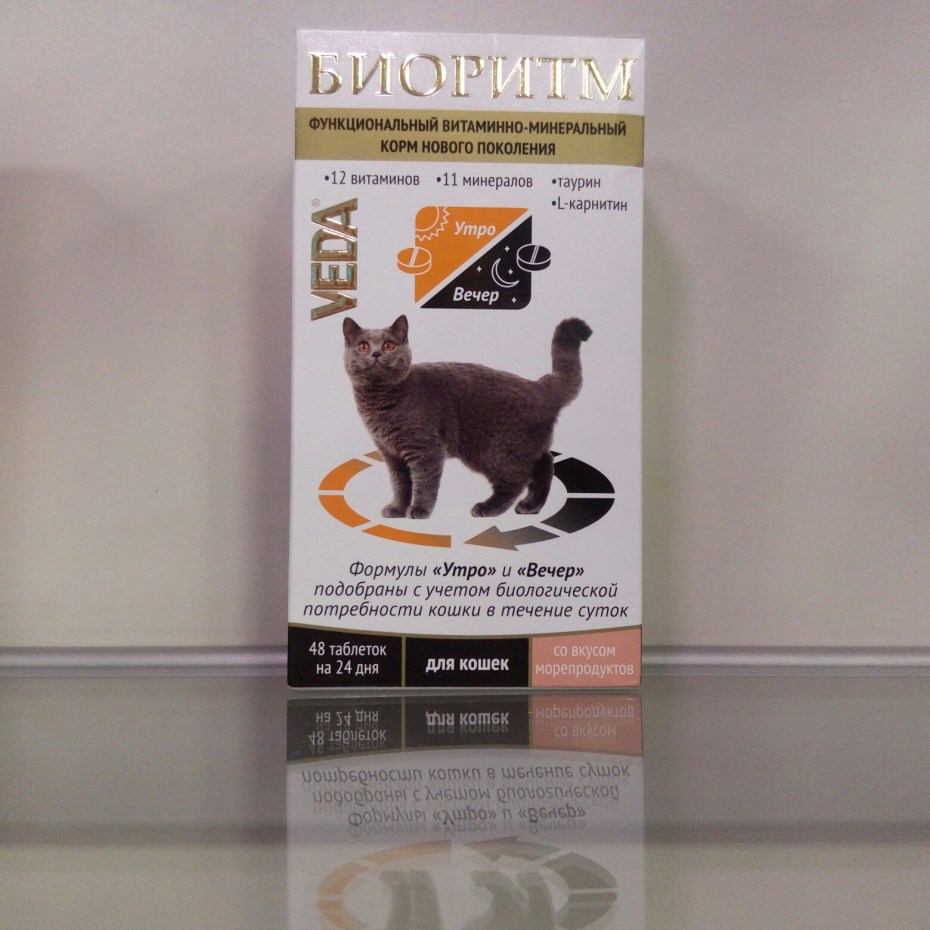 БИОРИТМ
ФУНКЦИОНАЛЬНЫЙ ВИТАМИННО-МИНЕРАЛЬНЫЙ
КОРМ НОВОГО ПОКОЛЕНИЯ
•12 витаминов •11 минералов •таурин
•L-карнитин
VEDA®
Утро
Вечер
Формулы «Утро» и «Вечер»
подобраны с учетом биологической
потребности кошки в течение суток
48 таблеток
на 24 дня
для кошек
со вкусом
морепродуктов